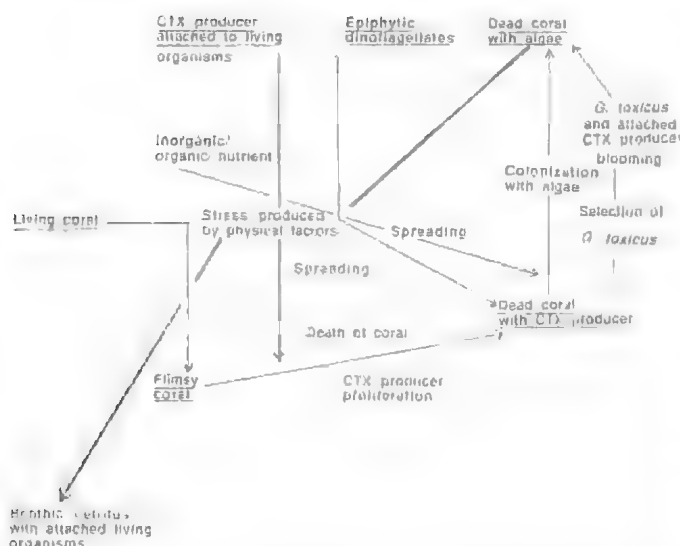 CTX producer
attached to living
organisms
Epiphytic
dinoflagellates
Dead coral
with algae
G. toxicus
and attached
CTX producer
blooming
Inorganic/
organic nutrient
Colonization
with algae
Living coral
Stress produced
by physical factors
Selection of
G. toxicus
Spreading
Spreading
Dead coral
with CTX producer
Death of coral
Flimsy
coral
CTX producer
proliferation
Benthic detritus
with attached living
organisms